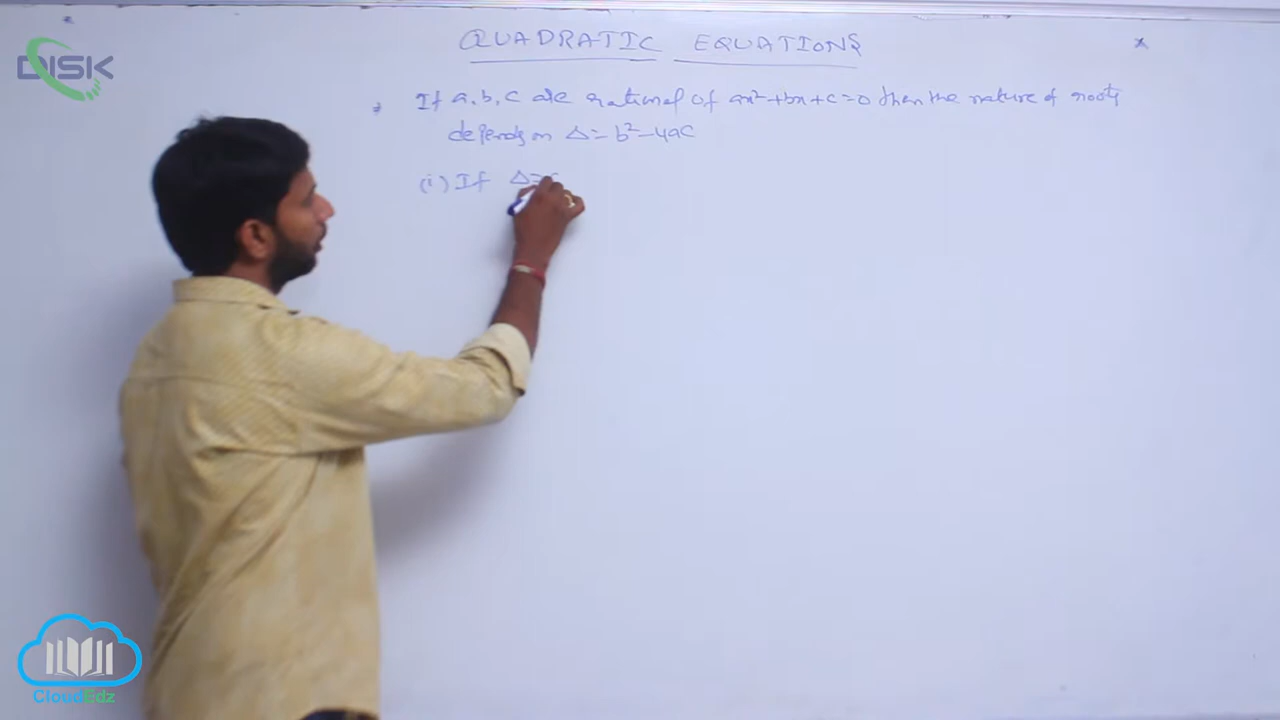 DISK
QUADRATIC EQUATIONS
If a, b, c are rational of ax²+bx+c=0 then the nature of roots
depends on Δ= b²-4ac
(i) If Δ=
CloudEdz